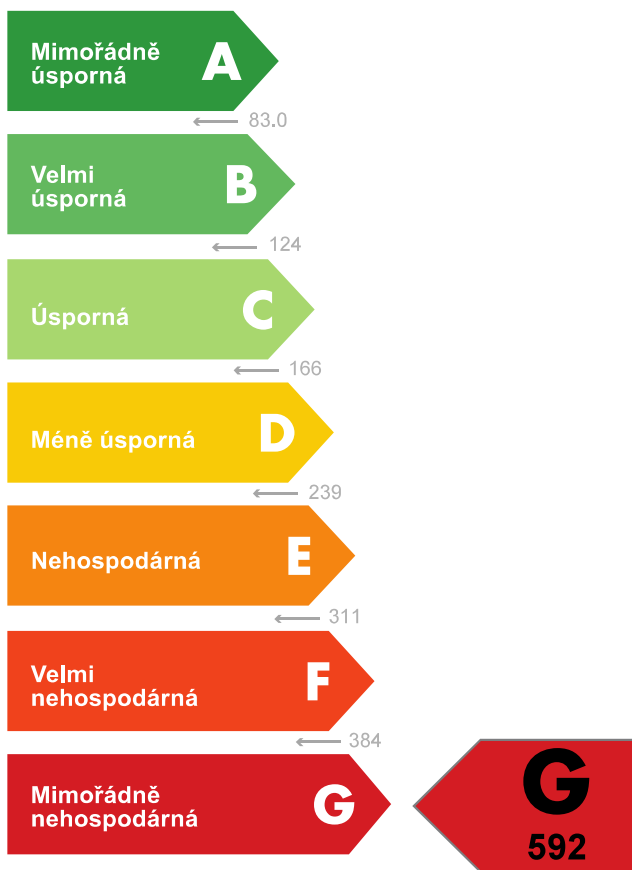 Mimořádně
úsporná
A
← 83.0
Velmi
úsporná
B
← 124
Úsporná C
← 166
Méně úsporná D
← 239
Nehospodárná E
← 311
Velmi
nehospodárná
F
← 384
Mimořádně
nehospodárná
G
G
592